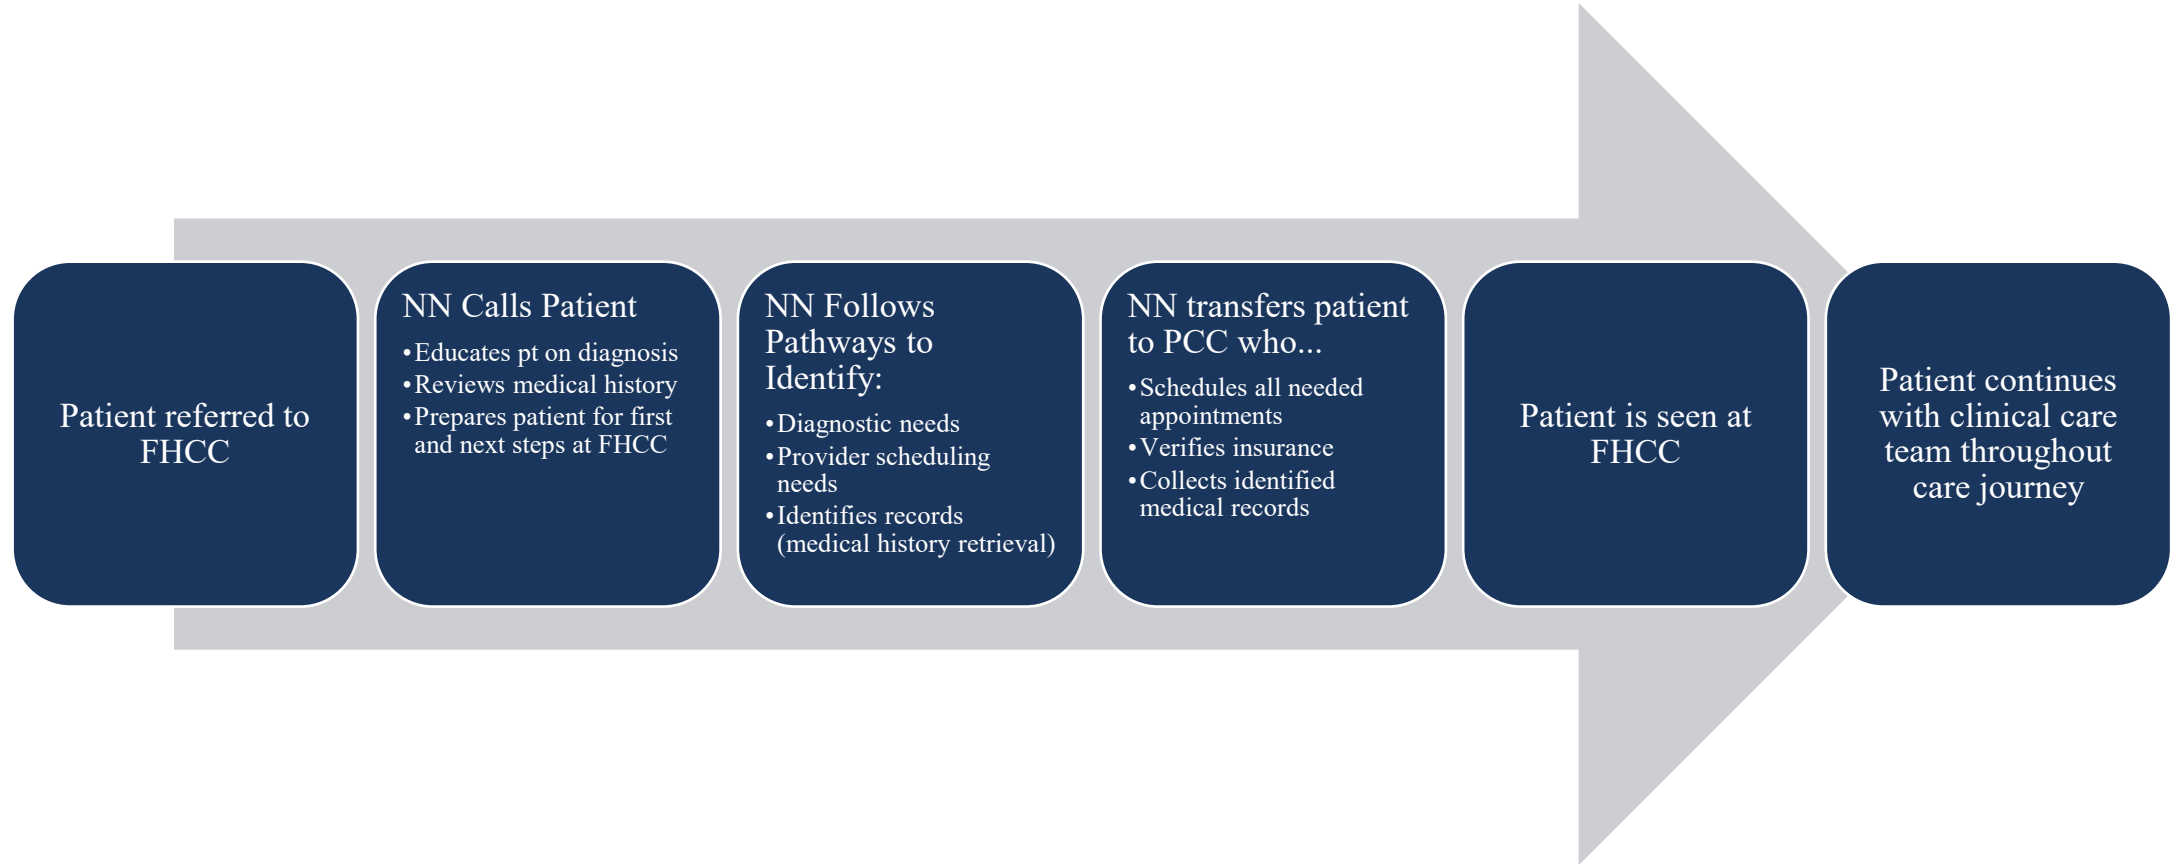 Patient referred to
FHCC
NN Calls Patient
•Educates pt on diagnosis
•Reviews medical history
•Prepares patient for first
and next steps at FHCC
NN Follows
Pathways to
Identify:
•Diagnostic needs
•Provider scheduling
needs
•Identifies records
(medical history retrieval)
NN transfers patient
to PCC who...
•Schedules all needed
appointments
•Verifies insurance
•Collects identified
medical records
Patient is seen at
FHCC
Patient continues
with clinical care
team throughout
care journey